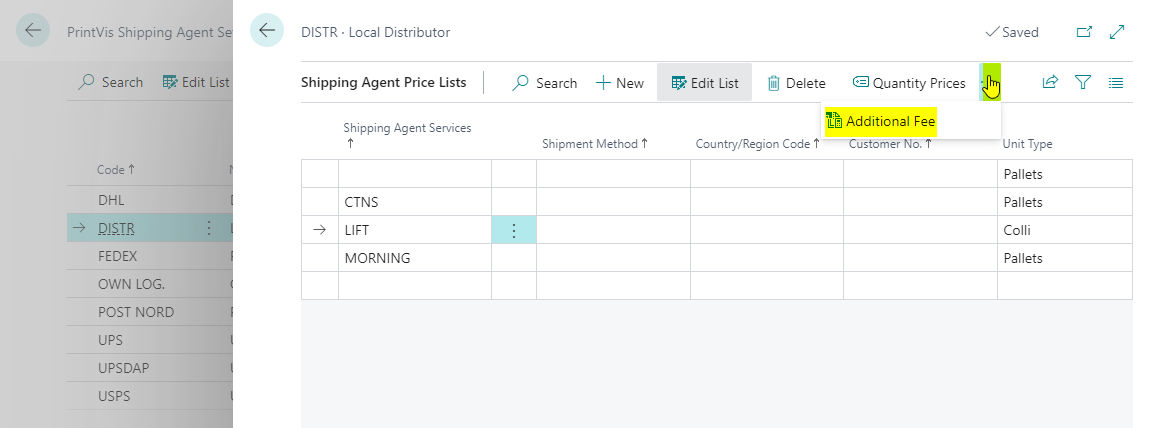 PrintVis Shipping Agent Se
Search Edit List
Code ↑
DHL
DISTR
FEDEX
OWN LOG.
POST NORD
UPS
UPSDAP
USPS
DISTR · Local Distributor
Saved
Shipping Agent Price Lists
Search + New Edit List Delete Quantity Prices
Additional Fee
Shipping Agent Services ↑ Shipment Method ↑ Country/Region Code ↑ Customer No. ↑ Unit Type
Pallets
CTNS Pallets
LIFT Colli
MORNING Pallets